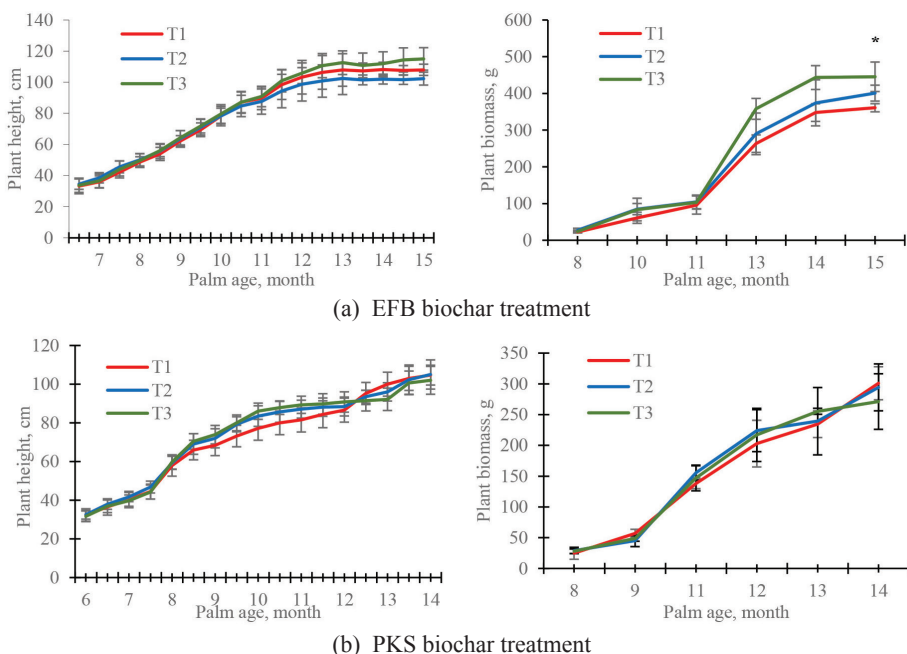 140
120
100
80
60
40
20
0
Plant height, cm
T1
T2
T3
7 8 9 10 11 12 13 14 15
Palm age, month
600
500
400
300
200
100
0
Plant biomass, g
T1
T2
T3
*
8 10 11 13 14 15
Palm age, month
(a) EFB biochar treatment
120
100
80
60
40
20
0
Plant height, cm
T1
T2
T3
6 7 8 9 10 11 12 13 14
Palm age, month
350
300
250
200
150
100
50
0
Plant biomass, g
T1
T2
T3
8 9 11 12 13 14
Palm age, month
(b) PKS biochar treatment